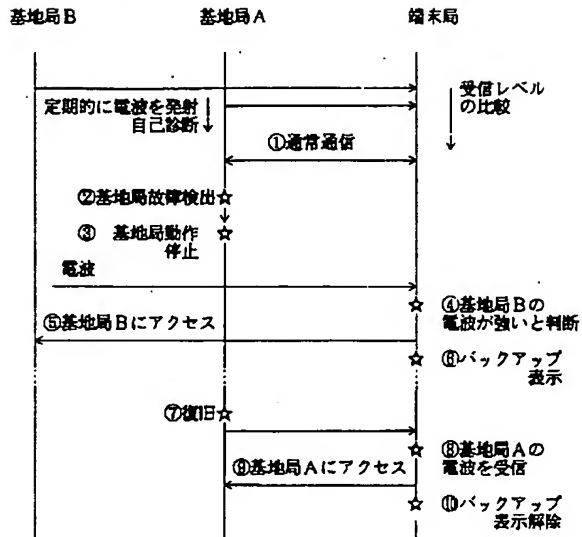 基地局B 基地局A 端末局
定期的に電波を発射
自己診断
受信レベル
の比較
①通常通信
②基地局故障検出
③ 基地局動作
停止
電波
④基地局Bの
電波が強いと判断
⑤基地局Bにアクセス
⑥バックアップ
表示
⑦復旧
⑧基地局Aの
電波を受信
⑨基地局Aにアクセス
⑩バックアップ
表示解除